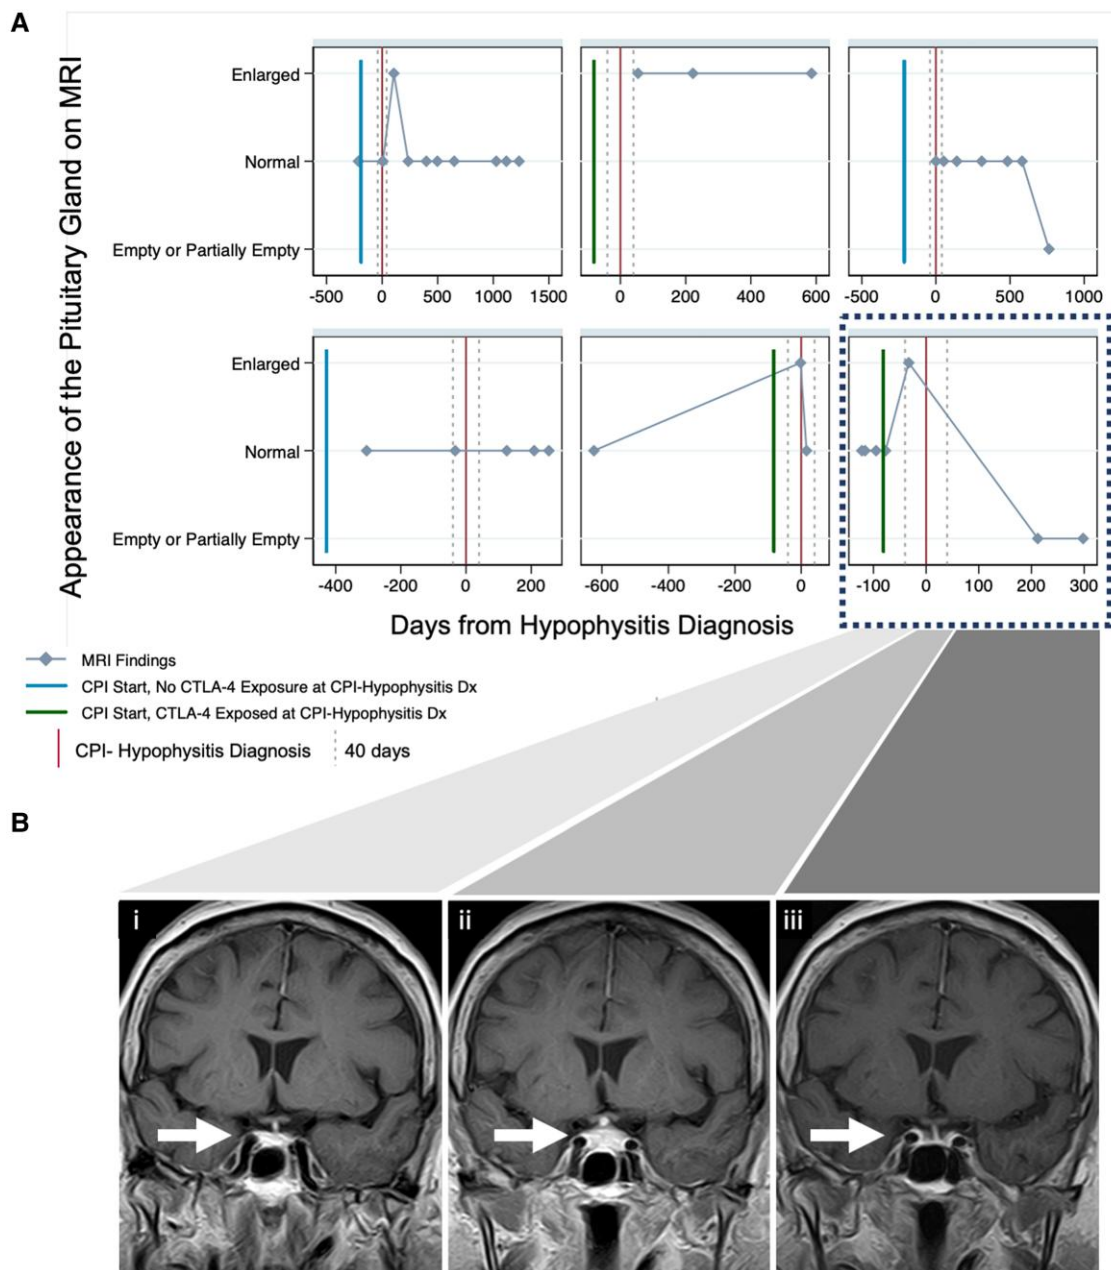 A
Appearance of the Pituitary Gland on MRI
Enlarged
Normal
Empty or Partially Empty
-500 0 500 1000 1500
0 200 400 600
-500 0 500 1000
Enlarged
Normal
Empty or Partially Empty
-400 -200 0 200
-600 -400 -200 0
-100 0 100 200 300
Days from Hypophysitis Diagnosis
MRI Findings
CPI Start, No CTLA-4 Exposure at CPI-Hypophysitis Dx
CPI Start, CTLA-4 Exposed at CPI-Hypophysitis Dx
CPI- Hypophysitis Diagnosis 40 days
B
i ii iii